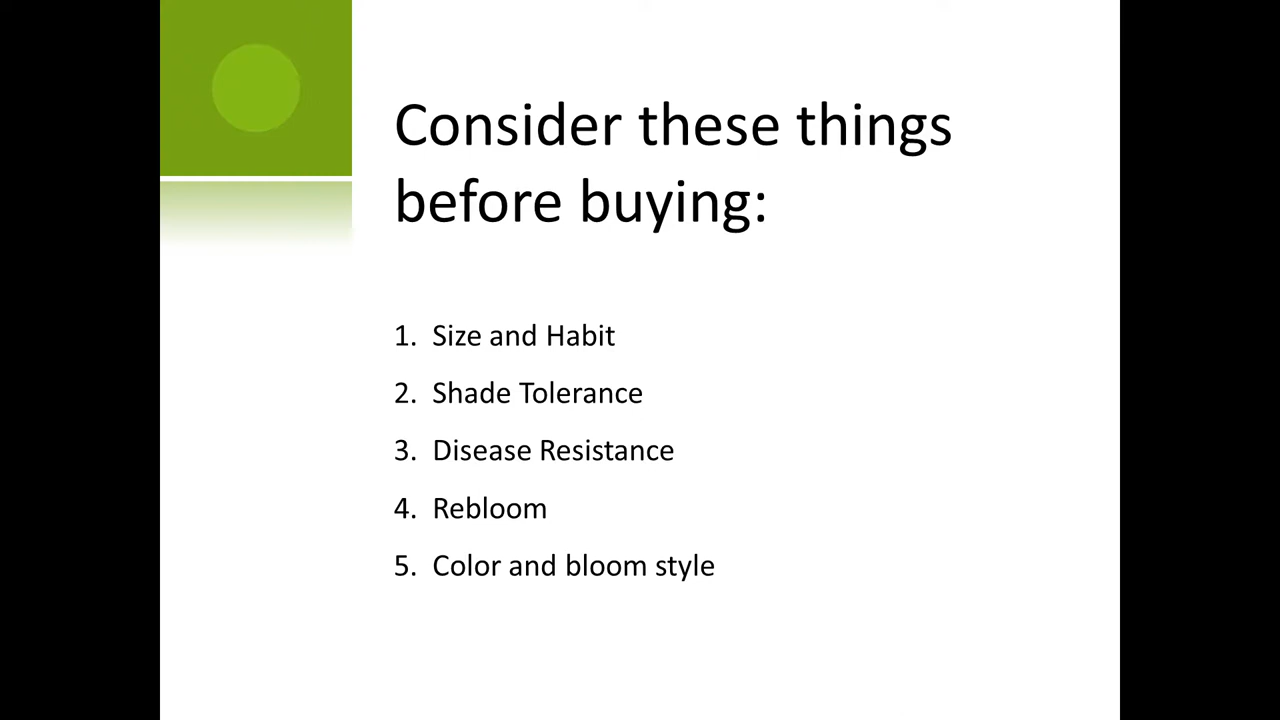 Consider these things
before buying:
1. Size and Habit
2. Shade Tolerance
3. Disease Resistance
4. Rebloom
5. Color and bloom style